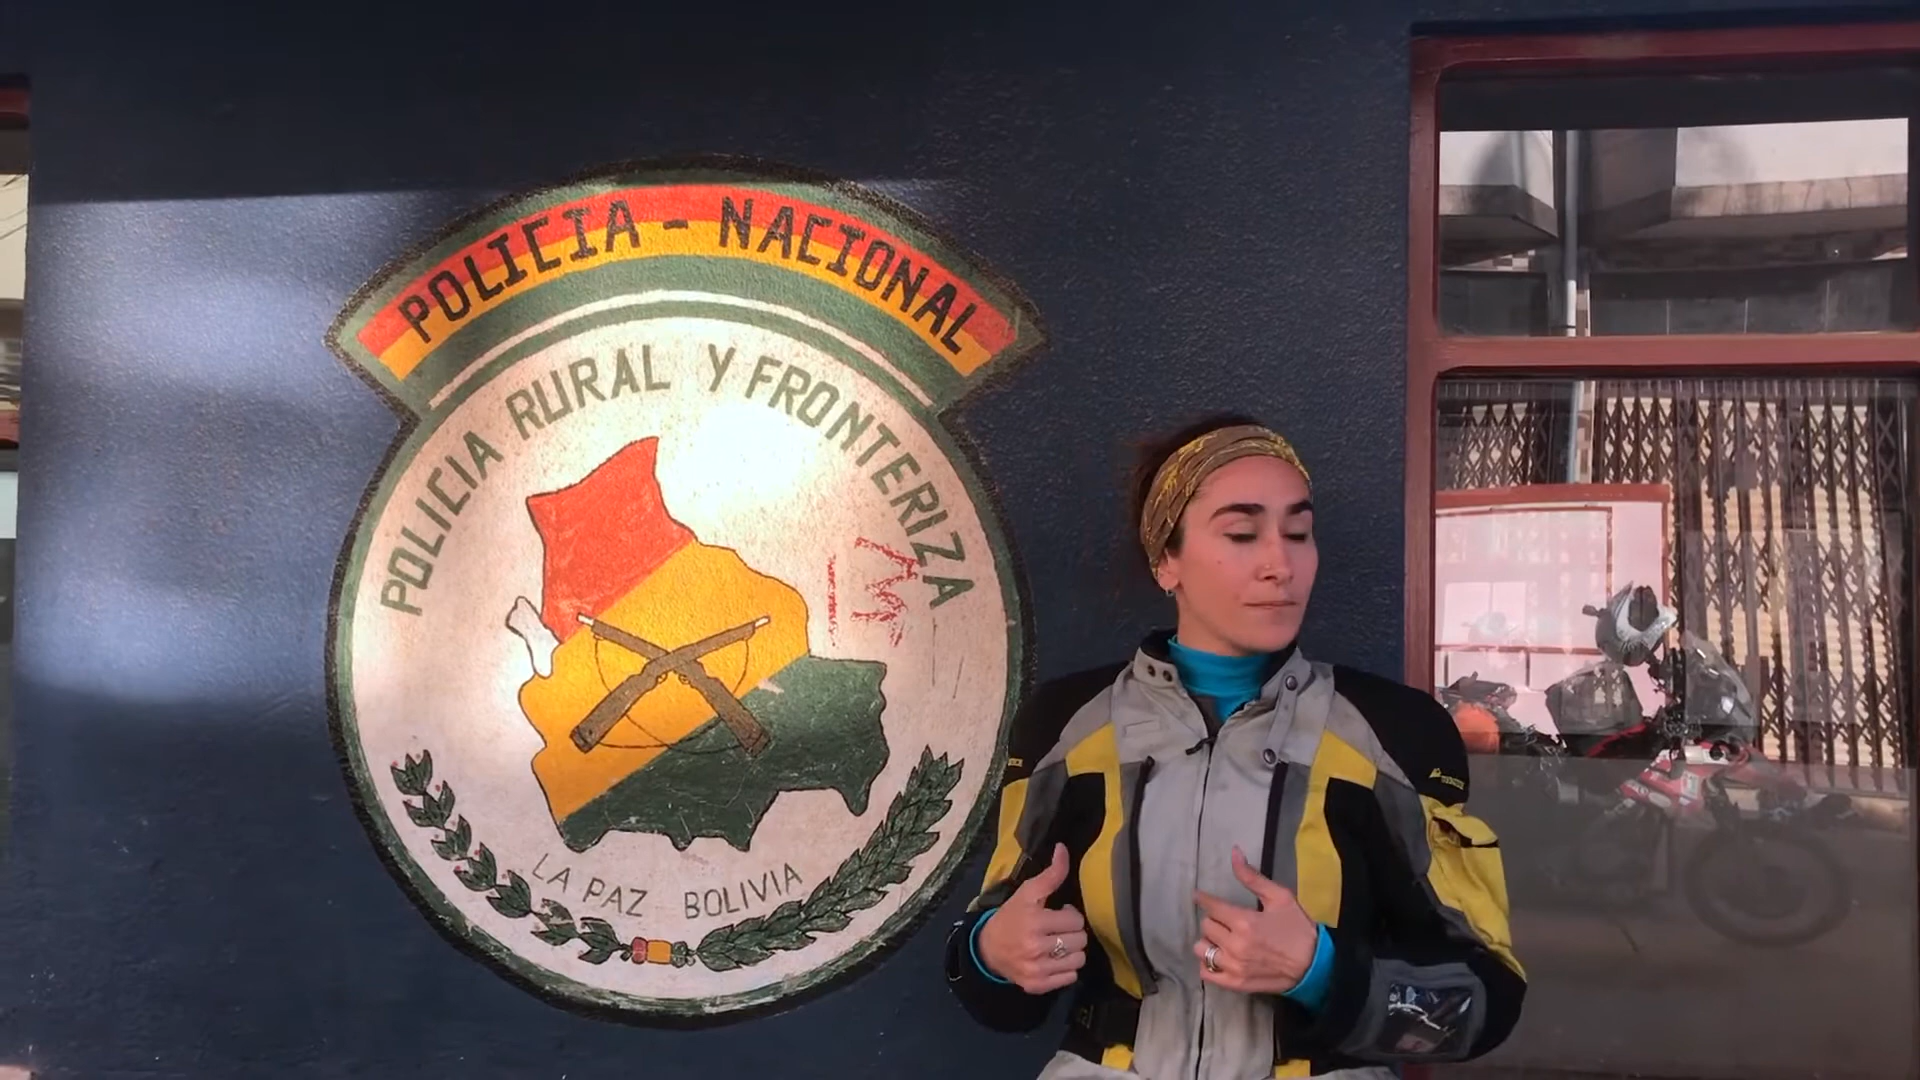 POLICIA - NACIONAL
POLICIA RURAL Y FRONTERIZA
LA PAZ BOLIVIA